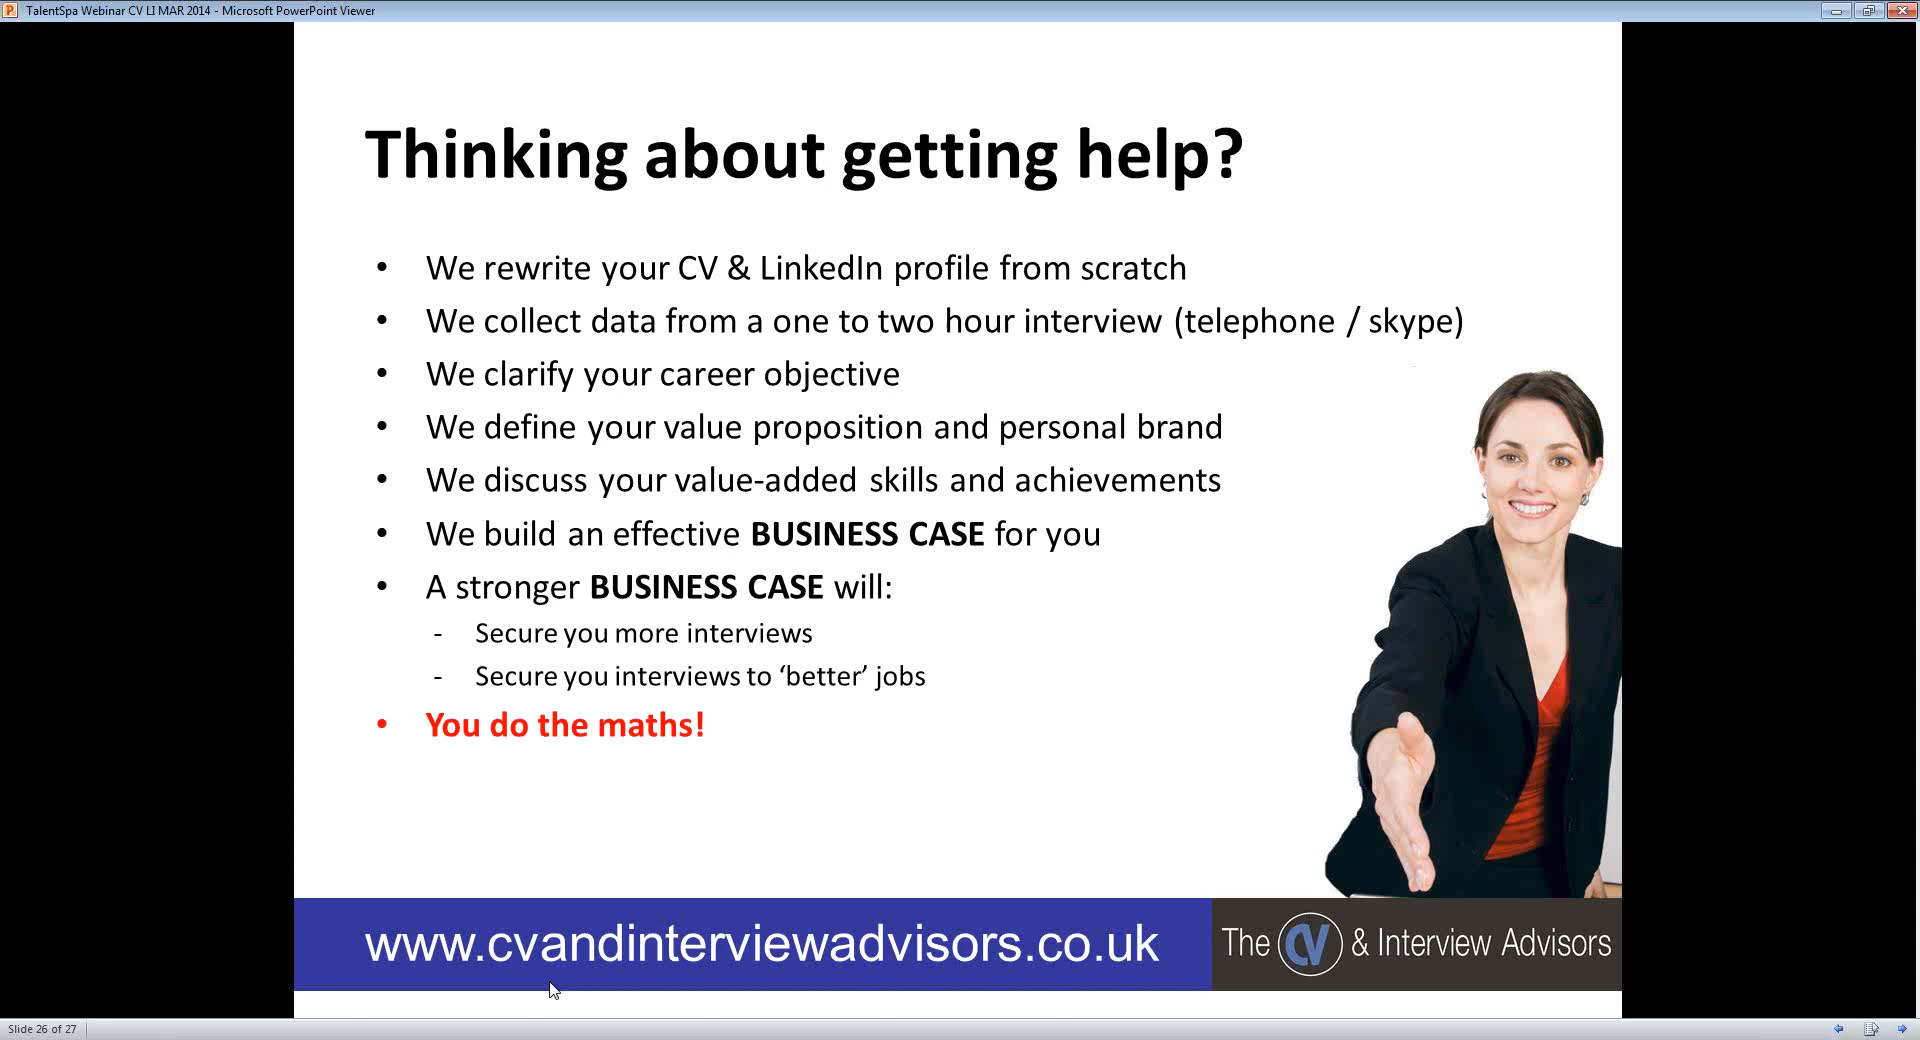 TalentSpa Webinar CV LI MAR 2014 - Microsoft PowerPoint Viewer
Thinking about getting help?
• We rewrite your CV & LinkedIn profile from scratch
• We collect data from a one to two hour interview (telephone / skype)
• We clarify your career objective
• We define your value proposition and personal brand
• We discuss your value-added skills and achievements
• We build an effective BUSINESS CASE for you
• A stronger BUSINESS CASE will:
- Secure you more interviews
- Secure you interviews to ‘better’ jobs
• You do the maths!
www.cvandinterviewadvisors.co.uk
The CV & Interview Advisors
Slide 26 of 27